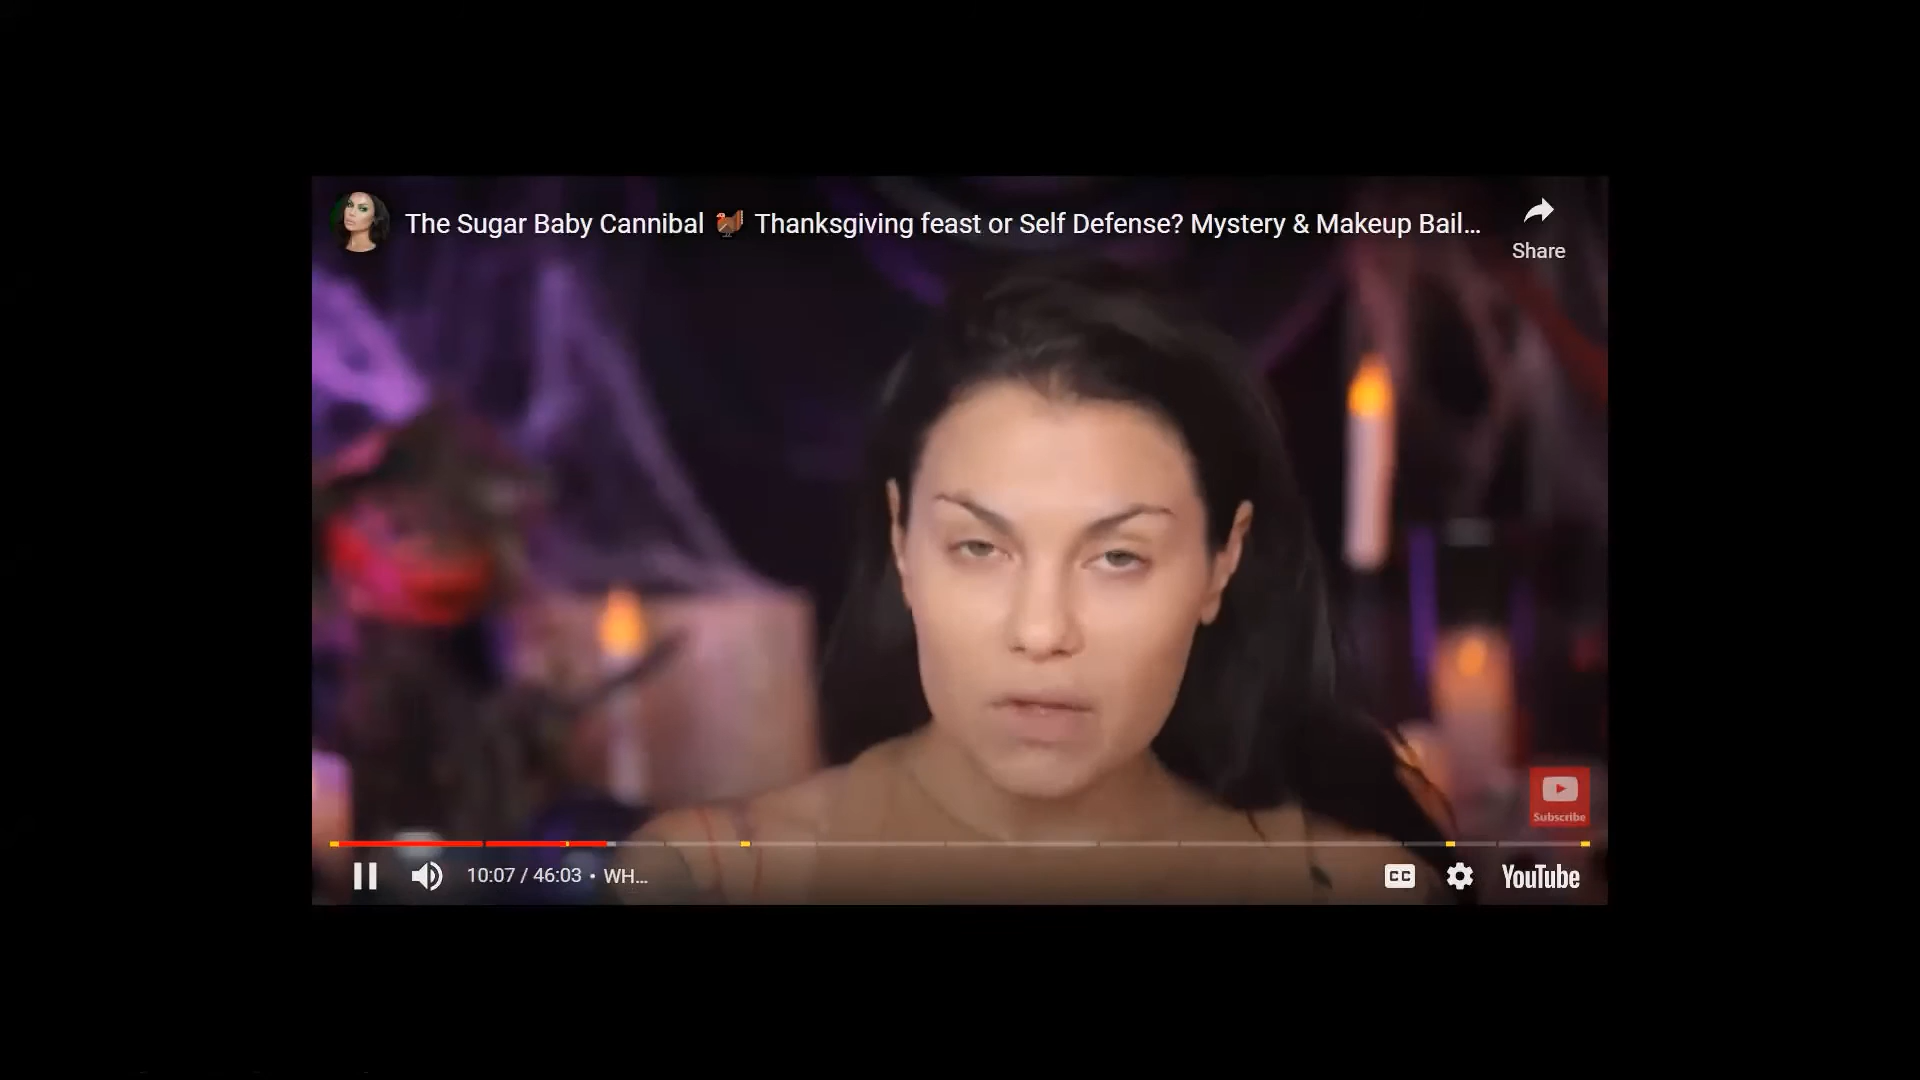 The Sugar Baby Cannibal 🦃 Thanksgiving feast or Self Defense? Mystery & Makeup Bail...
Share
Subscribe
10:07 / 46:03 • WH...
CC
YouTube